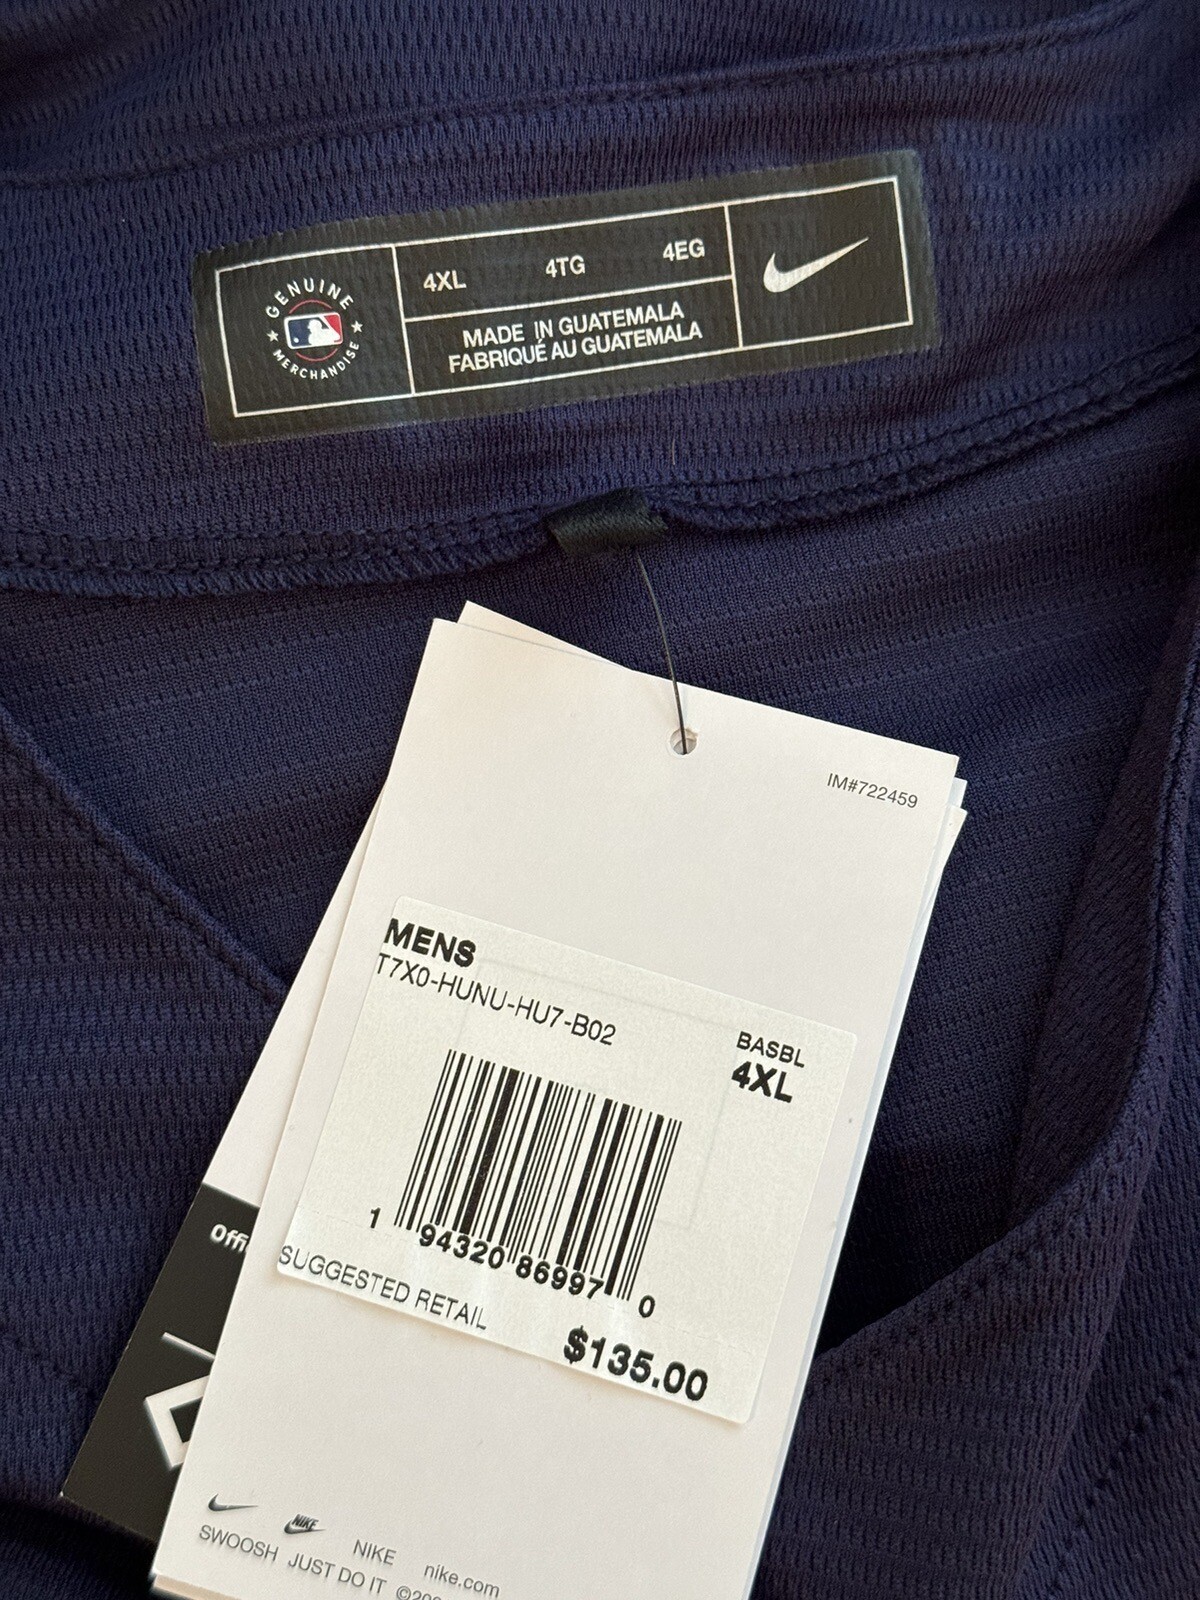 GENUINE
MERCHANDISE
4XL 4TG 4EG
MADE IN GUATEMALA
FABRIQUÉ AU GUATEMALA
IM#722459
MENS
T7X0-HUNU-HU7-B02
BASBL
4XL
1 94320 86997 0
SUGGESTED RETAIL
$135.00
NIKE
NIKE nike.com
SWOOSH JUST DO IT